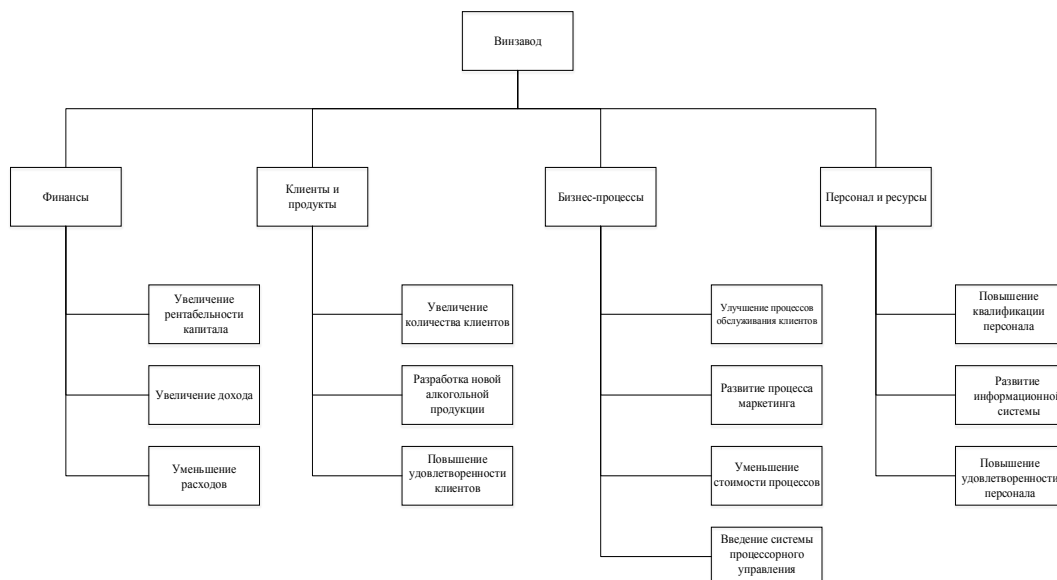 Винзавод
Финансы
Клиенты и
продукты
Бизнес-процессы
Персонал и ресурсы
Увеличение
рентабельности
капитала
Увеличение
количества клиентов
Улучшение процессов
обслуживания клиентов
Повышение
квалификации
персонала
Увеличение дохода
Разработка новой
алкогольной
продукции
Развитие процесса
маркетинга
Развитие
информационной
системы
Уменьшение
расходов
Повышение
удовлетворенности
клиентов
Уменьшение
стоимости процессов
Повышение
удовлетворенности
персонала
Введение системы
процессорного
управления